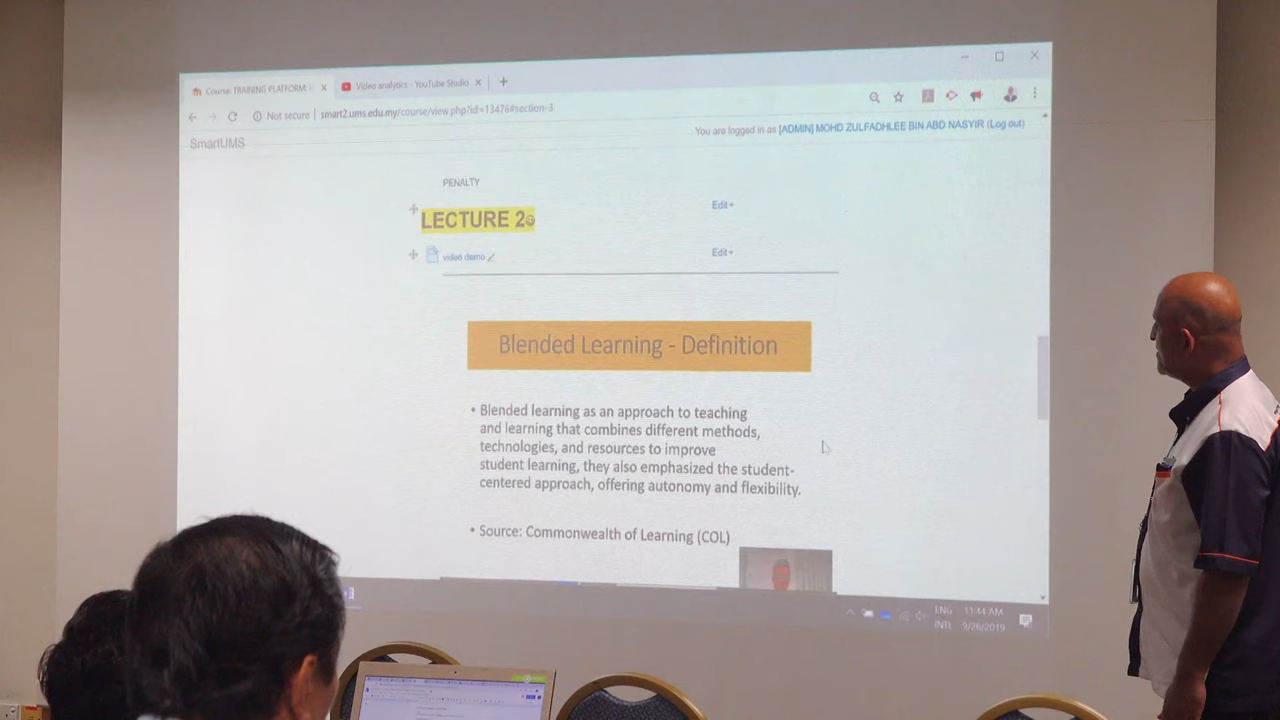 Course: TRAINING PLATFORM:
Video analytics - YouTube Studio
Not secure | smart2.ums.edu.my/course/view.php?id=13476#section-3
You are logged in as [ADMIN] MOHD ZULFADHLEE BIN ABD NASYIR (Log out)
SmartUMS
PENALTY
Edit
LECTURE 2
video demo
Edit
Blended Learning - Definition
• Blended learning as an approach to teaching
and learning that combines different methods,
technologies, and resources to improve
student learning, they also emphasized the student-
centered approach, offering autonomy and flexibility.
• Source: Commonwealth of Learning (COL)
ENG 11:44 AM
INTL 9/26/2019